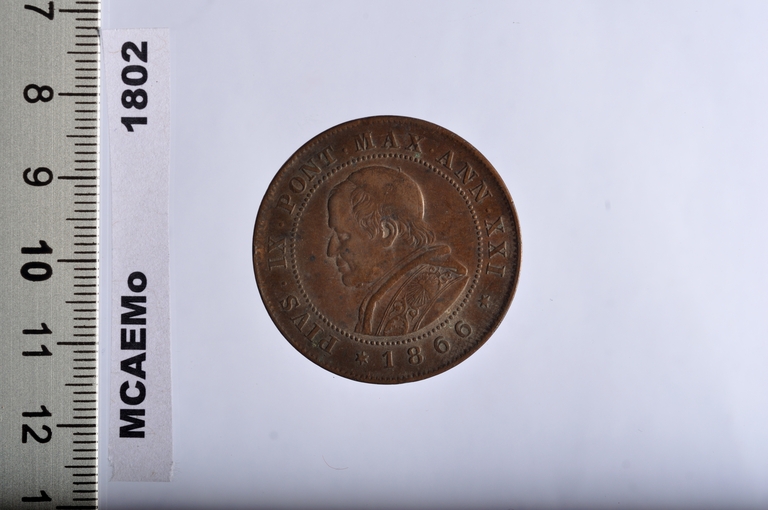 7
8
9
10
11
12
1
MCAEMo 1802
PIVS · IX · PONT · MAX · ANN · XXI
* 1866 *